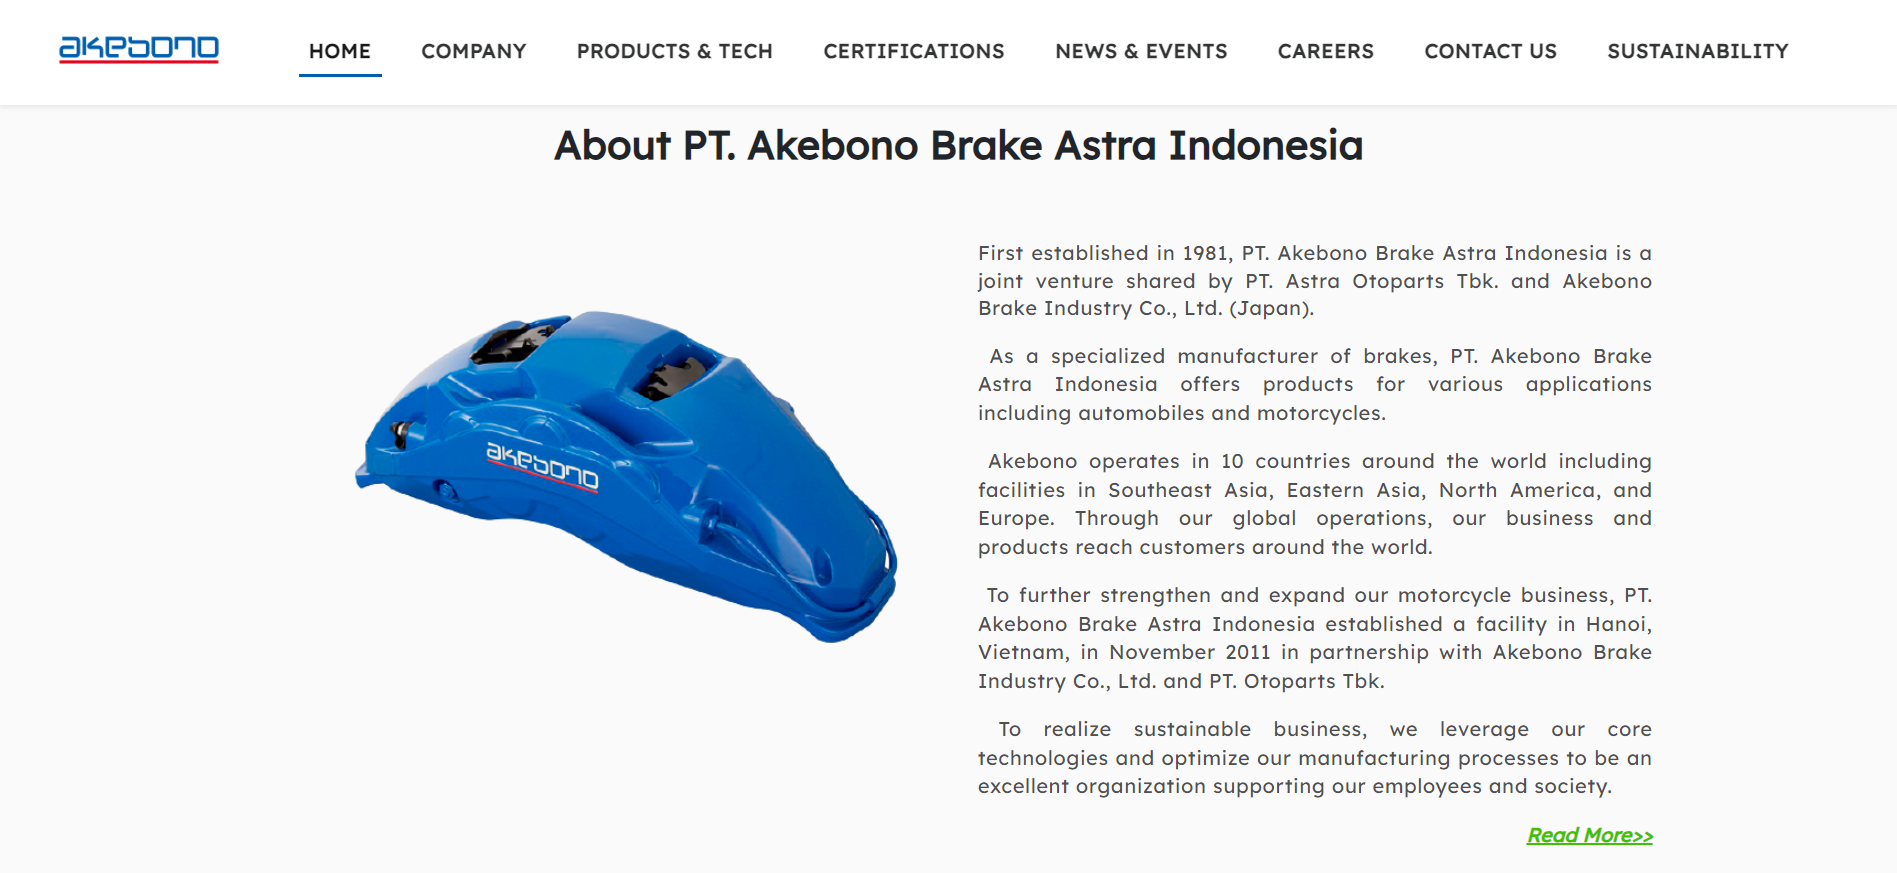 akebono
HOME
COMPANY
PRODUCTS & TECH
CERTIFICATIONS
NEWS & EVENTS
CAREERS
CONTACT US
SUSTAINABILITY
About PT. Akebono Brake Astra Indonesia
akebono
First established in 1981, PT. Akebono Brake Astra Indonesia is a
joint venture shared by PT. Astra Otoparts Tbk. and Akebono
Brake Industry Co., Ltd. (Japan).
As a specialized manufacturer of brakes, PT. Akebono Brake
Astra Indonesia offers products for various applications
including automobiles and motorcycles.
Akebono operates in 10 countries around the world including
facilities in Southeast Asia, Eastern Asia, North America, and
Europe. Through our global operations, our business and
products reach customers around the world.
To further strengthen and expand our motorcycle business, PT.
Akebono Brake Astra Indonesia established a facility in Hanoi,
Vietnam, in November 2011 in partnership with Akebono Brake
Industry Co., Ltd. and PT. Otoparts Tbk.
To realize sustainable business, we leverage our core
technologies and optimize our manufacturing processes to be an
excellent organization supporting our employees and society.
Read More>>